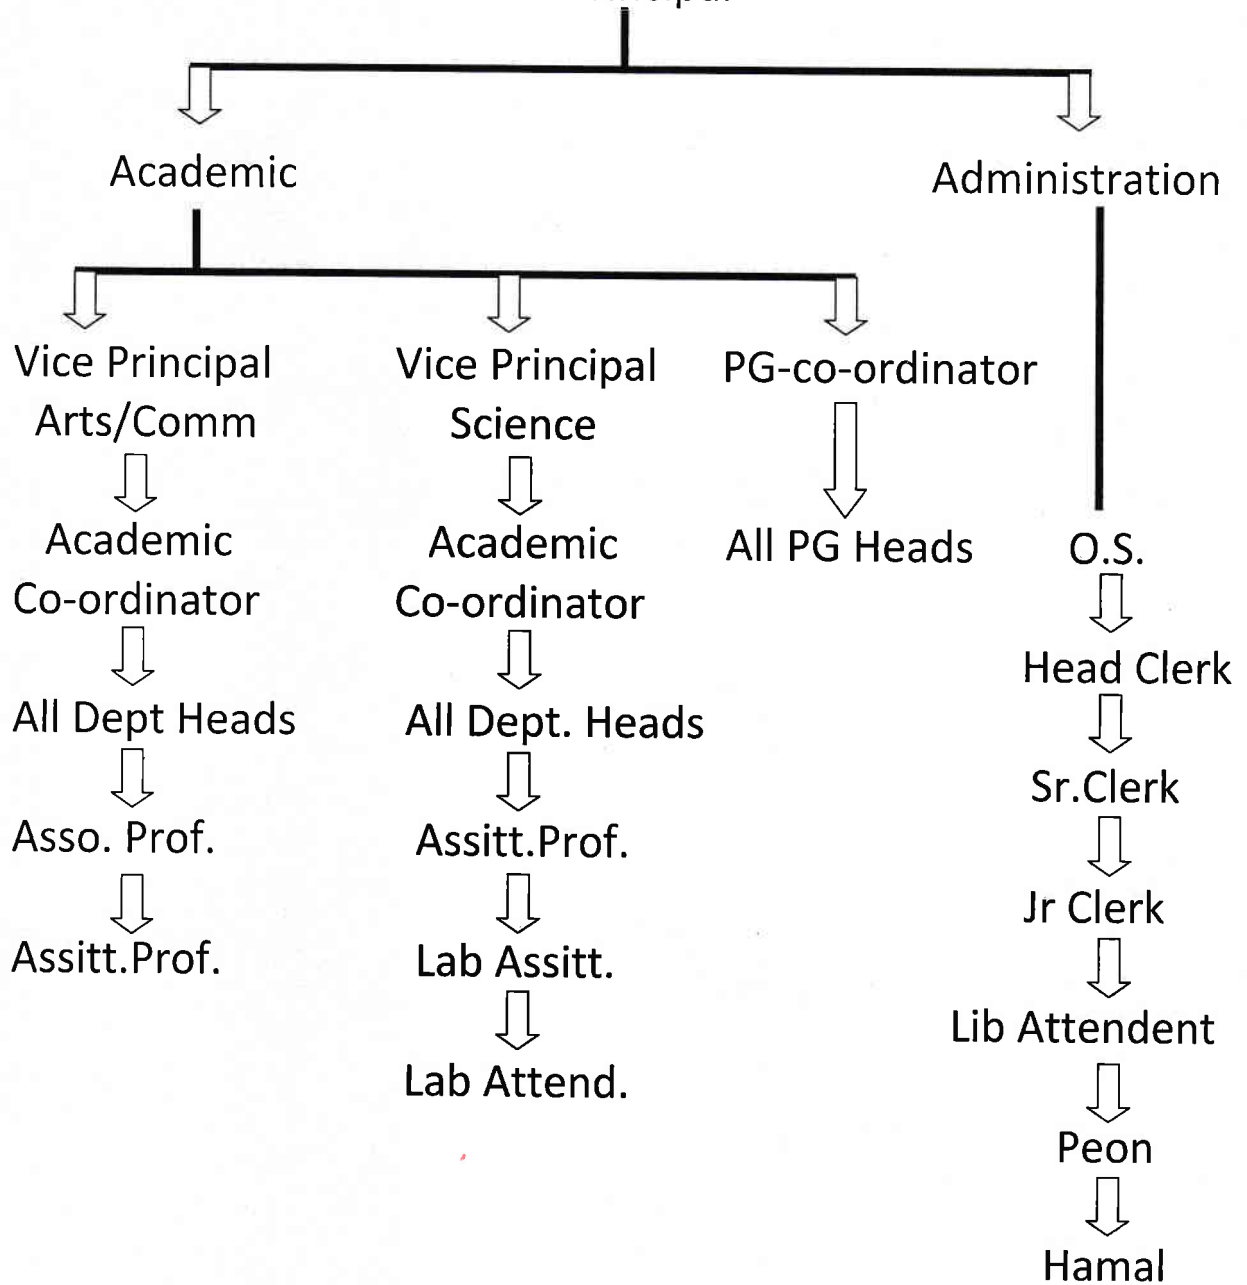 Academic
Administration
Vice Principal
Arts/Comm
Vice Principal
Science
PG-co-ordinator
Academic
Co-ordinator
Academic
Co-ordinator
All PG Heads
O.S.
Head Clerk
All Dept Heads
All Dept. Heads
Sr.Clerk
Asso. Prof.
Assitt.Prof.
Jr Clerk
Assitt.Prof.
Lab Assitt.
Lib Attendent
Lab Attend.
Peon
Hamal